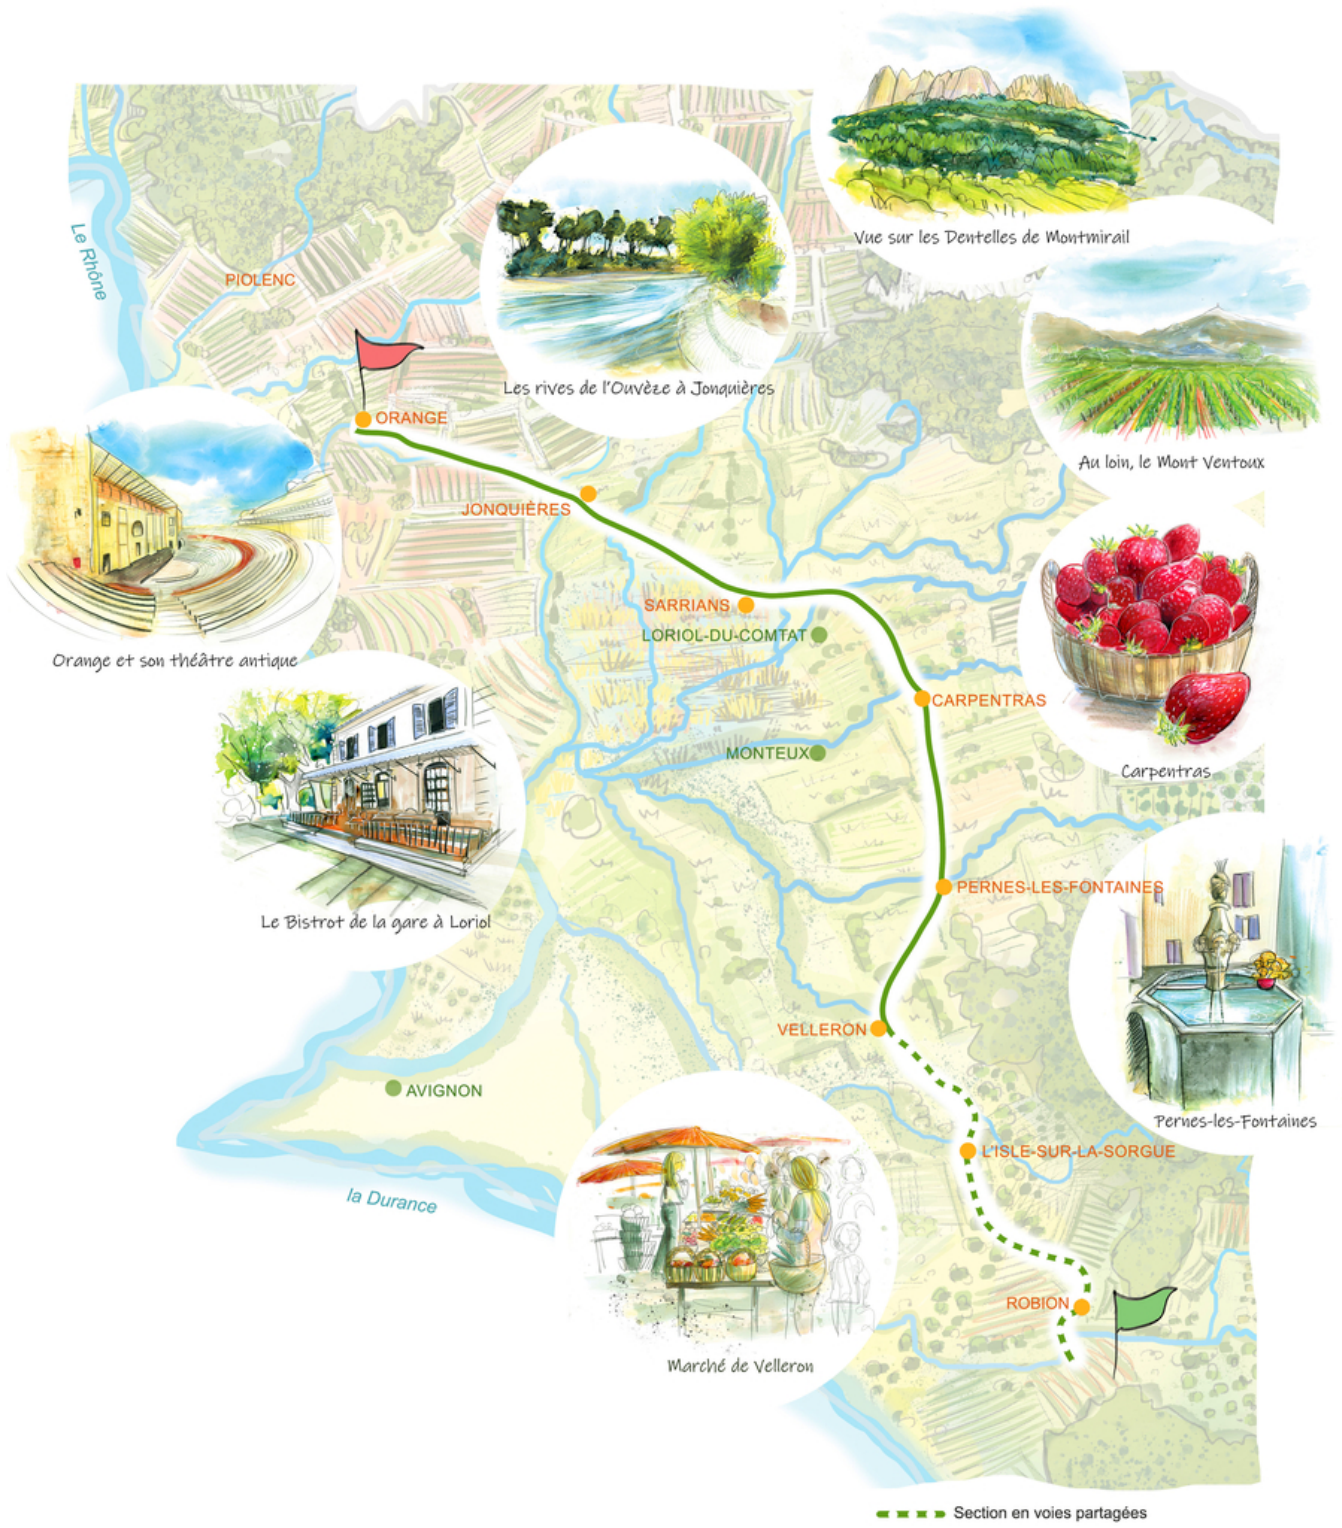 Vue sur les Dentelles de Montmirail
Le Rhône
PIOLENC
Les rives de l'Ouvèze à Jonquières
ORANGE
Au loin, le Mont Ventoux
JONQUIÈRES
SARRIANS
LORIOL-DU-COMTAT
Orange et son théâtre antique
CARPENTRAS
MONTEUX
Carpentras
PERNES-LES-FONTAINES
Le Bistrot de la gare à Loriol
VELLERON
AVIGNON
Pernes-les-Fontaines
L'ISLE-SUR-LA-SORGUE
la Durance
ROBION
Marché de Velleron
Section en voies partagées